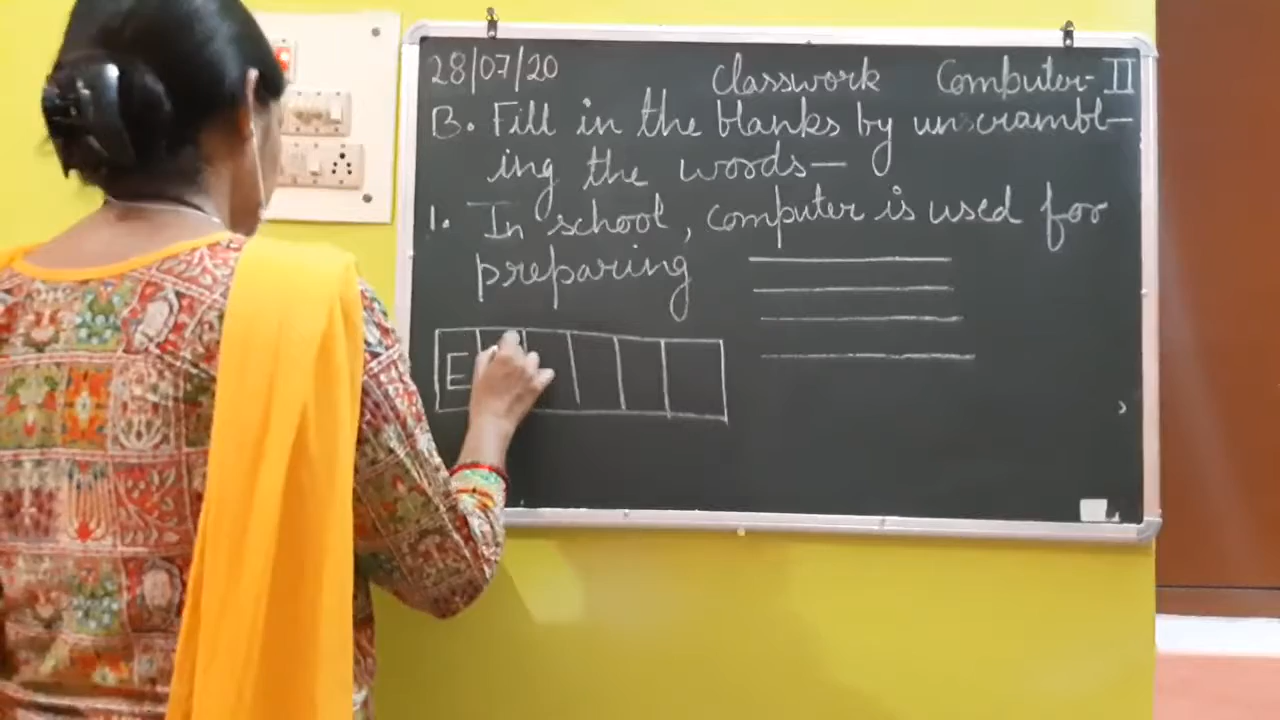 28/07/20 Classwork Computer-II
B. Fill in the blanks by unscrambl-
ing the words—
1. In school, computer is used for
preparing
E